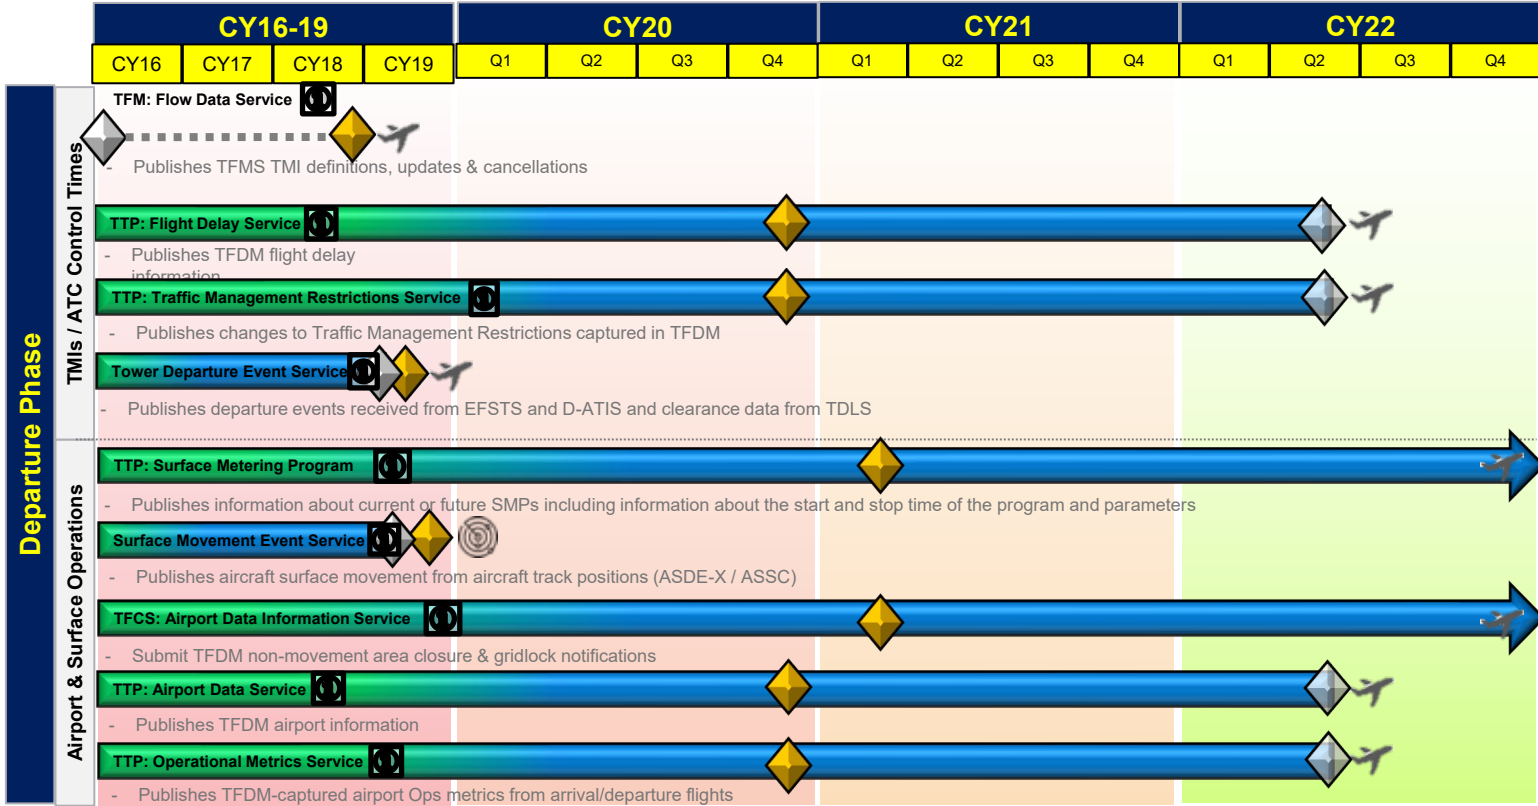 CY16-19 CY20 CY21 CY22
CY16 CY17 CY18 CY19 Q1 Q2 Q3 Q4 Q1 Q2 Q3 Q4 Q1 Q2 Q3 Q4
Departure Phase
TMIs / ATC Control Times
TFM: Flow Data Service
- Publishes TFMS TMI definitions, updates & cancellations
TTP: Flight Delay Service
- Publishes TFDM flight delay
information
TTP: Traffic Management Restrictions Service
- Publishes changes to Traffic Management Restrictions captured in TFDM
Tower Departure Event Service
- Publishes departure events received from EFSTS and D-ATIS and clearance data from TDLS
Airport & Surface Operations
TTP: Surface Metering Program
- Publishes information about current or future SMPs including information about the start and stop time of the program and parameters
Surface Movement Event Service
- Publishes aircraft surface movement from aircraft track positions (ASDE-X / ASSC)
TFCS: Airport Data Information Service
- Submit TFDM non-movement area closure & gridlock notifications
TTP: Airport Data Service
- Publishes TFDM airport information
TTP: Operational Metrics Service
- Publishes TFDM-captured airport Ops metrics from arrival/departure flights